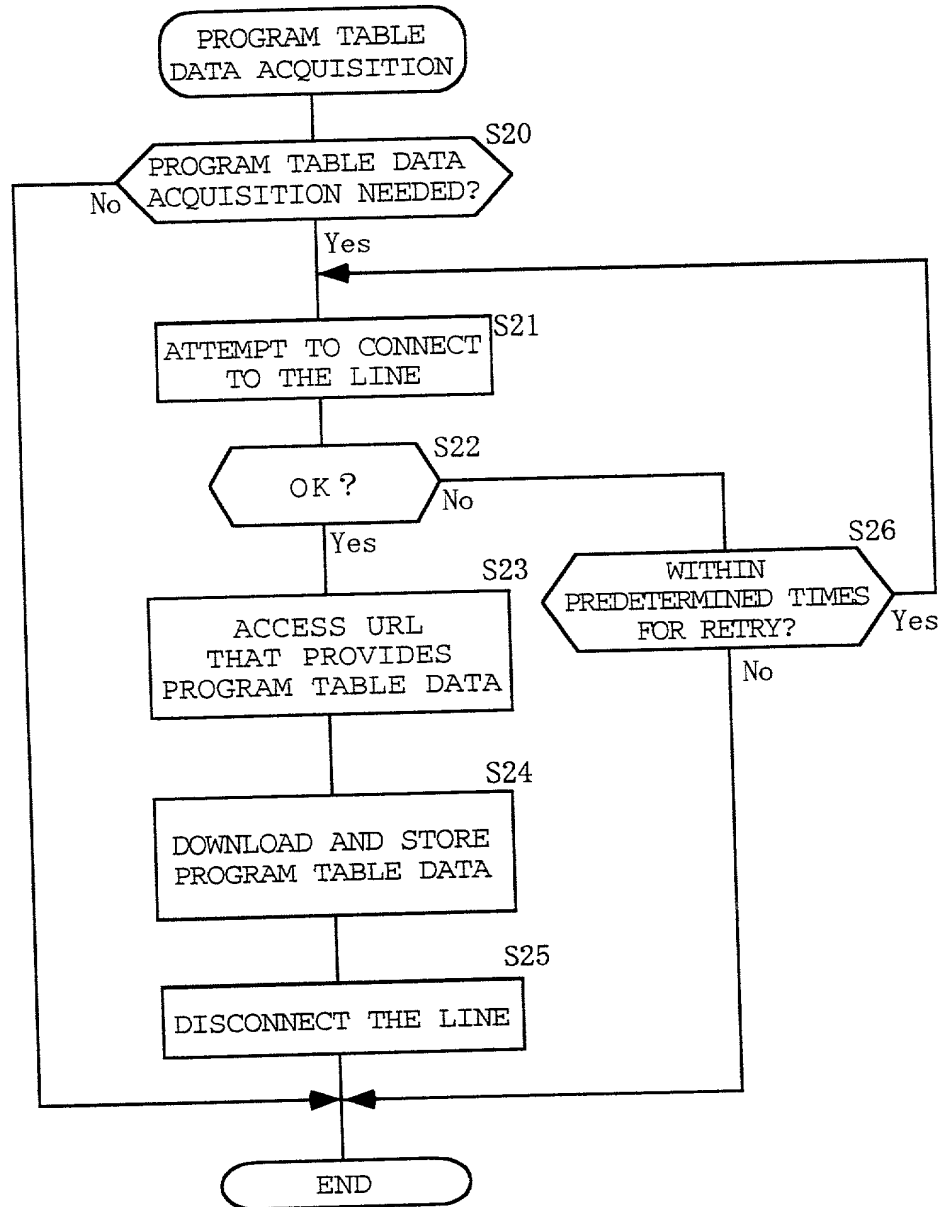 PROGRAM TABLE
DATA ACQUISITION
S20
PROGRAM TABLE DATA
ACQUISITION NEEDED?
No
Yes
S21
ATTEMPT TO CONNECT
TO THE LINE
S22
OK?
No
Yes
S26
WITHIN
PREDETERMINED TIMES
FOR RETRY?
Yes
No
S23
ACCESS URL
THAT PROVIDES
PROGRAM TABLE DATA
S24
DOWNLOAD AND STORE
PROGRAM TABLE DATA
S25
DISCONNECT THE LINE
END